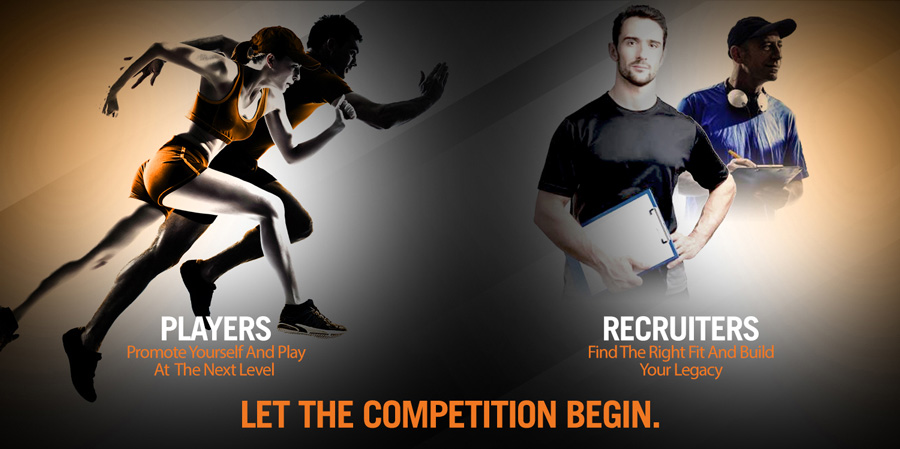 PLAYERS
Promote Yourself And Play
At The Next Level
RECRUITERS
Find The Right Fit And Build
Your Legacy
LET THE COMPETITION BEGIN.